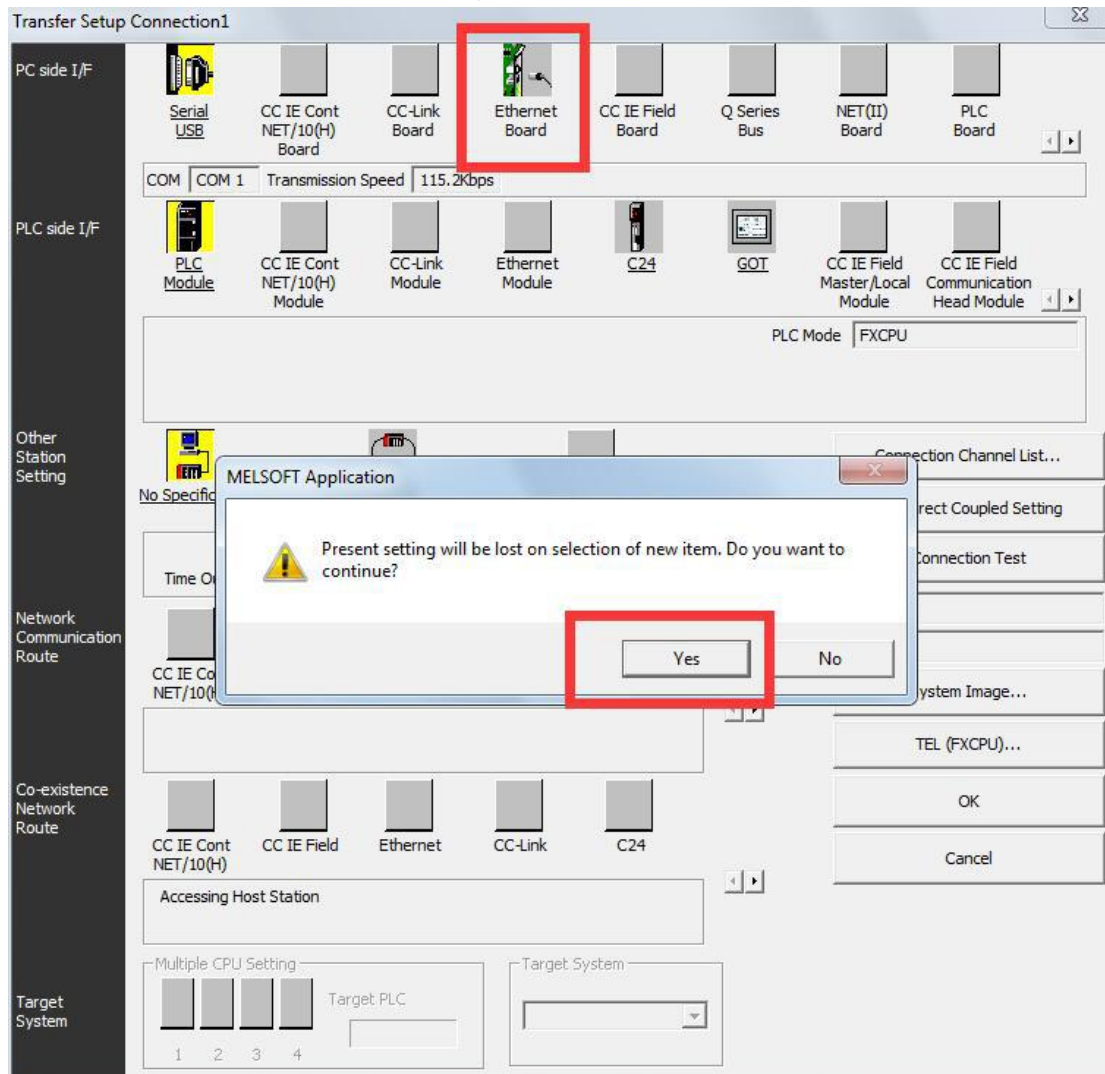 Transfer Setup Connection1
PC side I/F
Serial
USB
CC IE Cont
NET/10(H)
Board
CC-Link
Board
Ethernet
Board
CC IE Field
Board
Q Series
Bus
NET(II)
Board
PLC
Board
COM COM 1 Transmission Speed 115.2Kbps
PLC side I/F
PLC
Module
CC IE Cont
NET/10(H)
Module
CC-Link
Module
Ethernet
Module
C24
GOT
CC IE Field
Master/Local
Module
CC IE Field
Communication
Head Module
PLC Mode FXCPU
Other
Station
Setting
No Specific
Time O
MELSOFT Application
Present setting will be lost on selection of new item. Do you want to
continue?
Yes
No
Connection Channel List...
rect Coupled Setting
Connection Test
Network
Communication
Route
CC IE Co
NET/10(H
ystem Image...
TEL (FXCPU)...
OK
Cancel
Co-existence
Network
Route
CC IE Cont
NET/10(H)
CC IE Field
Ethernet
CC-Link
C24
Accessing Host Station
Target
System
Multiple CPU Setting
1 2 3 4
Target PLC
Target System